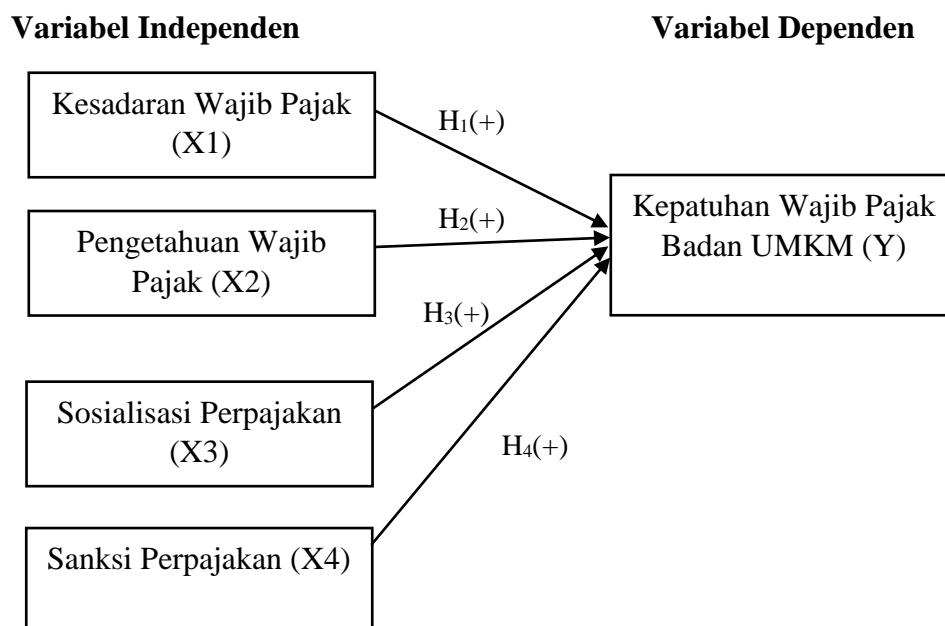 Variabel Independen
Variabel Dependen
Kesadaran Wajib Pajak
(X1)
H1(+)
Pengetahuan Wajib
Pajak (X2)
H2(+)
Kepatuhan Wajib Pajak
Badan UMKM (Y)
H3(+)
Sosialisasi Perpajakan
(X3)
H4(+)
Sanksi Perpajakan (X4)